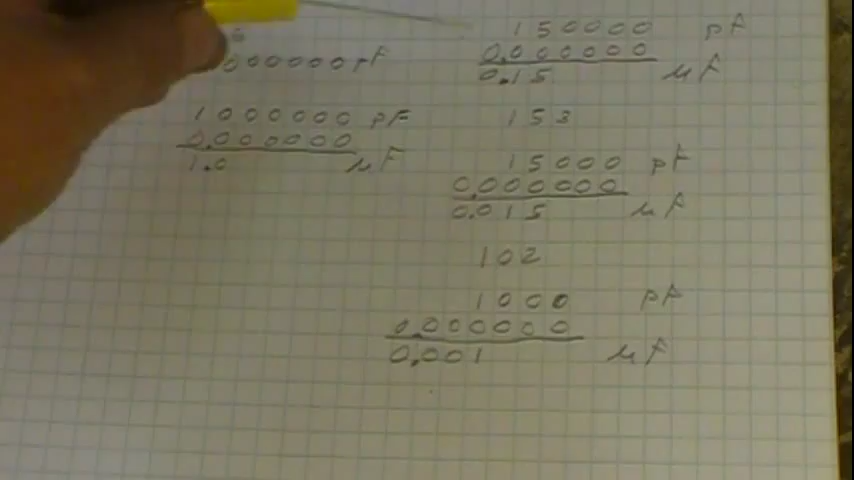 000000 pF
1000000 pF
0.000000
1.0 µF
150000 pF
0.000000
0.15 µF
153
15000 pF
0.000000
0.015 µF
102
1000 pF
0.000000
0.001 µF